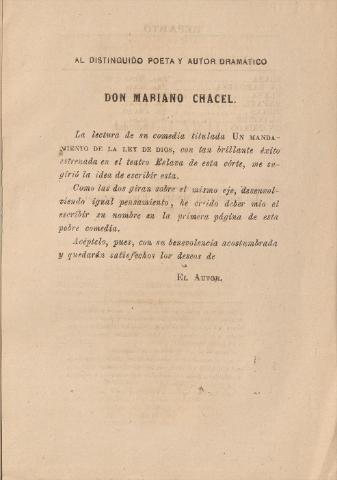 AL DISTINGUIDO POETA Y AUTOR DRAMÁTICO
DON MARIANO CHACEL.
La lectura de su comedia titulada UN MANDA-
MIENTO DE LA LEY DE DIOS, con tan brillante éxito
estrenada en el teatro Eslava de esta córte, me su-
girió la idea de escribir esta.
Como las dos giran sobre el mismo eje, desenvol-
viendo igual pensamiento, he creido deber mio el
escribir su nombre en la primera página de esta
pobre comedia.
Acéptelo, pues, con su benevolencia acostumbrada
y quedarán satisfechos los deseos de
EL AUTOR.